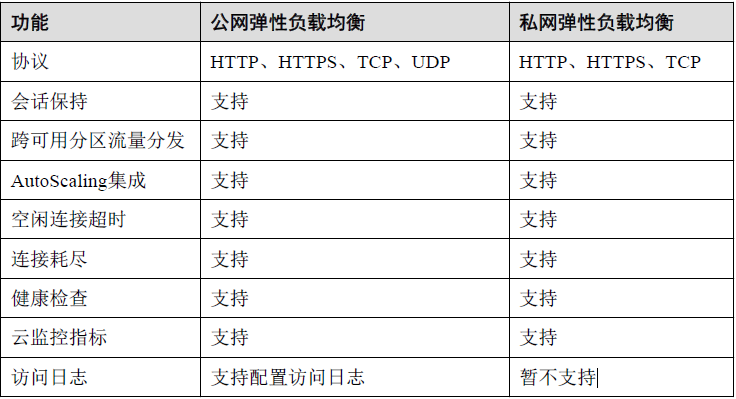 功能 公网弹性负载均衡 私网弹性负载均衡
协议 HTTP、HTTPS、TCP、UDP HTTP、HTTPS、TCP
会话保持 支持 支持
跨可用分区流量分发 支持 支持
AutoScaling集成 支持 支持
空闲连接超时 支持 支持
连接耗尽 支持 支持
健康检查 支持 支持
云监控指标 支持 支持
访问日志 支持配置访问日志 暂不支持